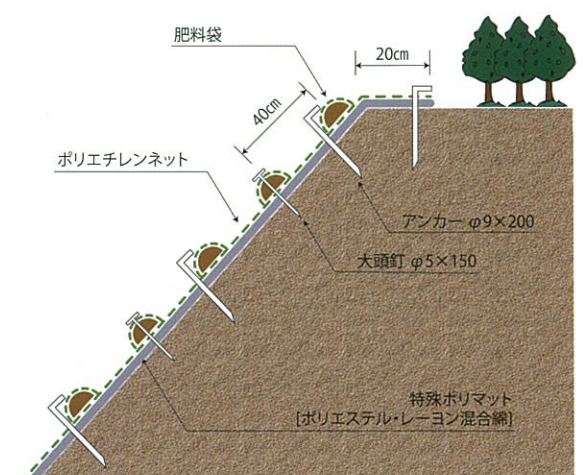 肥料袋
20㎝
40㎝
ポリエチレンネット
アンカー φ9×200
大頭釘 φ5×150
特殊ポリマット
[ポリエステル・レーヨン混合綿]